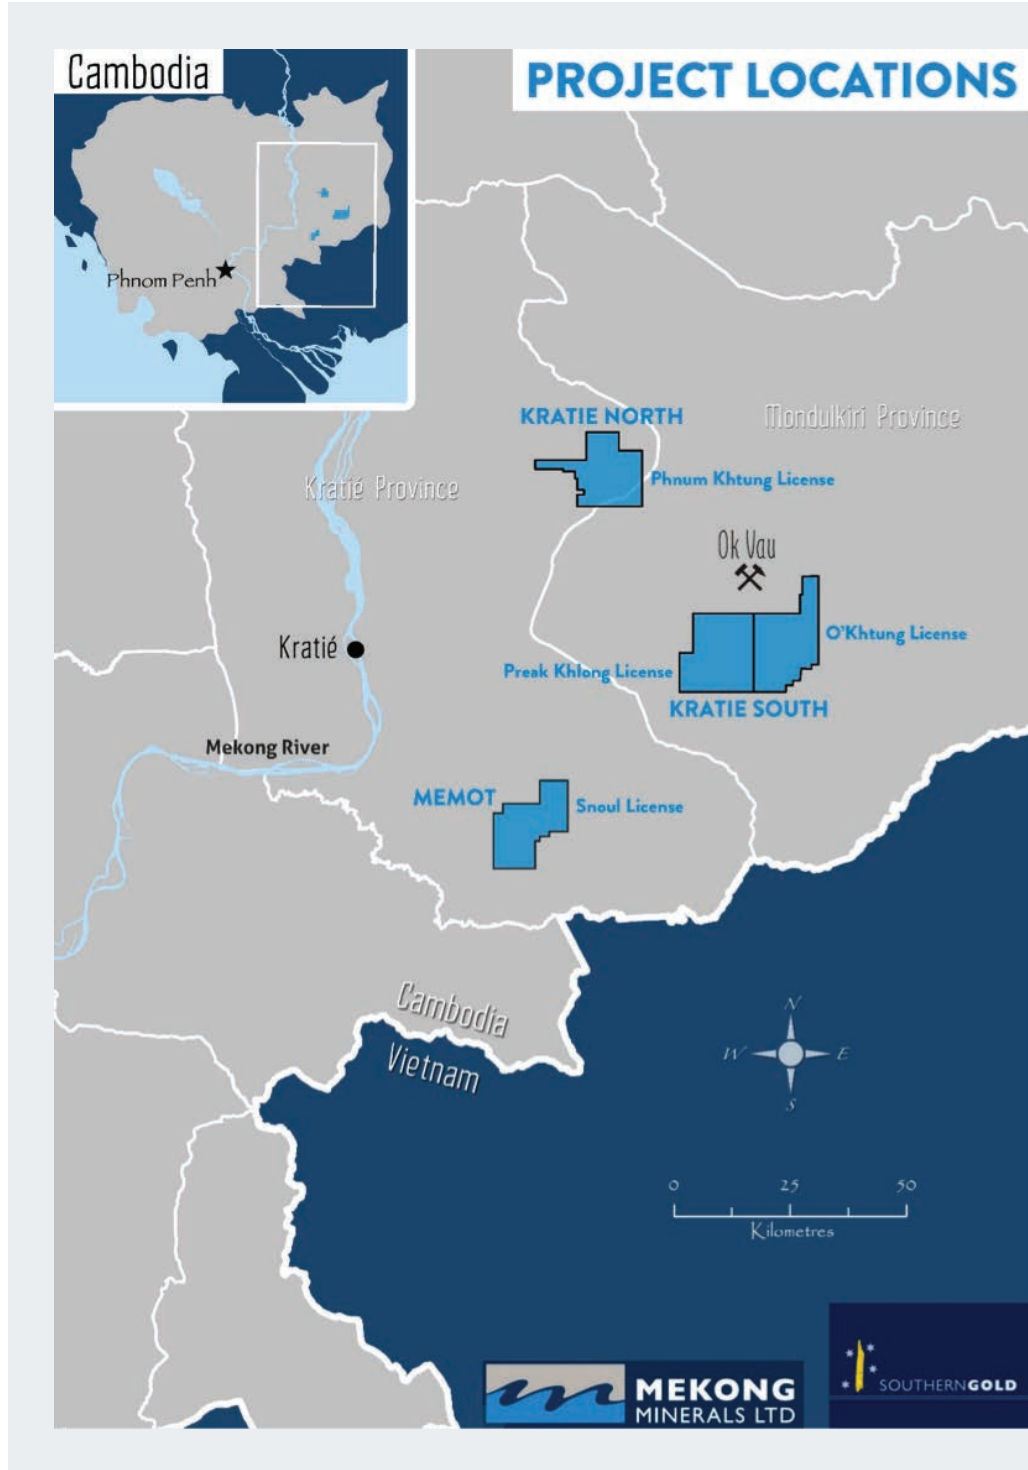 Cambodia
PROJECT LOCATIONS
Phnom Penh
KRATIE NORTH
Mondulkiri Province
Phnum Khtung License
Kratié Province
Ok Vau
O'Khtung License
Kratié
Preak Khlong License
KRATIE SOUTH
Mekong River
MEMOT
Snoul License
Cambodia
Vietnam
N
W
E
S
0 25 50
Kilometres
MEKONG
MINERALS LTD
SOUTHERNGOLD